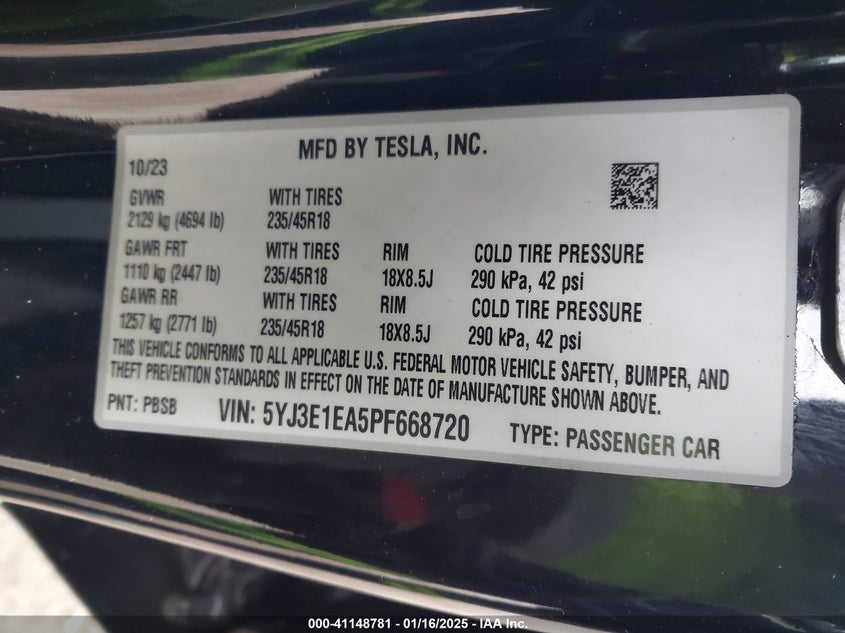 MFD BY TESLA, INC.
10/23
GVWR WITH TIRES
2129 kg (4694 lb) 235/45R18
GAWR FRT WITH TIRES RIM COLD TIRE PRESSURE
1110 kg (2447 lb) 235/45R18 18X8.5J 290 kPa, 42 psi
GAWR RR WITH TIRES RIM COLD TIRE PRESSURE
1257 kg (2771 lb) 235/45R18 18X8.5J 290 kPa, 42 psi
THIS VEHICLE CONFORMS TO ALL APPLICABLE U.S. FEDERAL MOTOR VEHICLE SAFETY, BUMPER, AND
THEFT PREVENTION STANDARDS IN EFFECT ON THE DATE OF MANUFACTURE SHOWN ABOVE.
PNT: PBSB VIN: 5YJ3E1EA5PF668720 TYPE: PASSENGER CAR
000-41148781 - 01/16/2025 - IAA Inc.